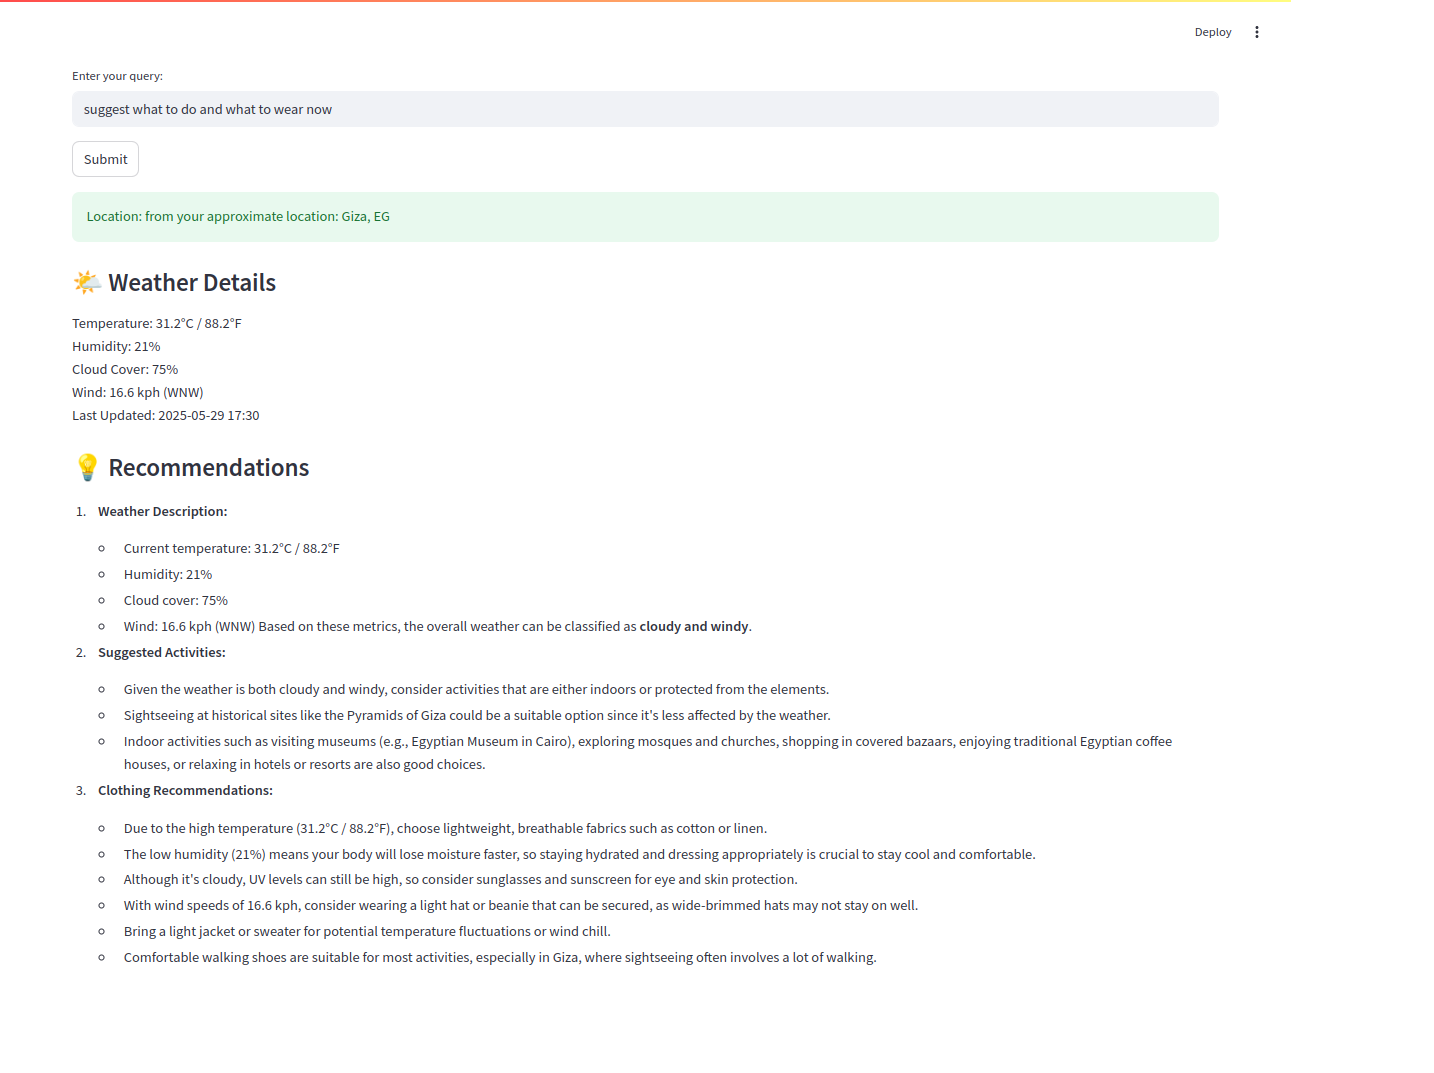 Deploy
Enter your query:
suggest what to do and what to wear now
Submit
Location: from your approximate location: Giza, EG
🌤️ Weather Details
Temperature: 31.2°C / 88.2°F
Humidity: 21%
Cloud Cover: 75%
Wind: 16.6 kph (WNW)
Last Updated: 2025-05-29 17:30
💡 Recommendations
1. Weather Description:
Current temperature: 31.2°C / 88.2°F
Humidity: 21%
Cloud cover: 75%
Wind: 16.6 kph (WNW) Based on these metrics, the overall weather can be classified as cloudy and windy.
2. Suggested Activities:
Given the weather is both cloudy and windy, consider activities that are either indoors or protected from the elements.
Sightseeing at historical sites like the Pyramids of Giza could be a suitable option since it's less affected by the weather.
Indoor activities such as visiting museums (e.g., Egyptian Museum in Cairo), exploring mosques and churches, shopping in covered bazaars, enjoying traditional Egyptian coffee
houses, or relaxing in hotels or resorts are also good choices.
3. Clothing Recommendations:
Due to the high temperature (31.2°C / 88.2°F), choose lightweight, breathable fabrics such as cotton or linen.
The low humidity (21%) means your body will lose moisture faster, so staying hydrated and dressing appropriately is crucial to stay cool and comfortable.
Although it's cloudy, UV levels can still be high, so consider sunglasses and sunscreen for eye and skin protection.
With wind speeds of 16.6 kph, consider wearing a light hat or beanie that can be secured, as wide-brimmed hats may not stay on well.
Bring a light jacket or sweater for potential temperature fluctuations or wind chill.
Comfortable walking shoes are suitable for most activities, especially in Giza, where sightseeing often involves a lot of walking.